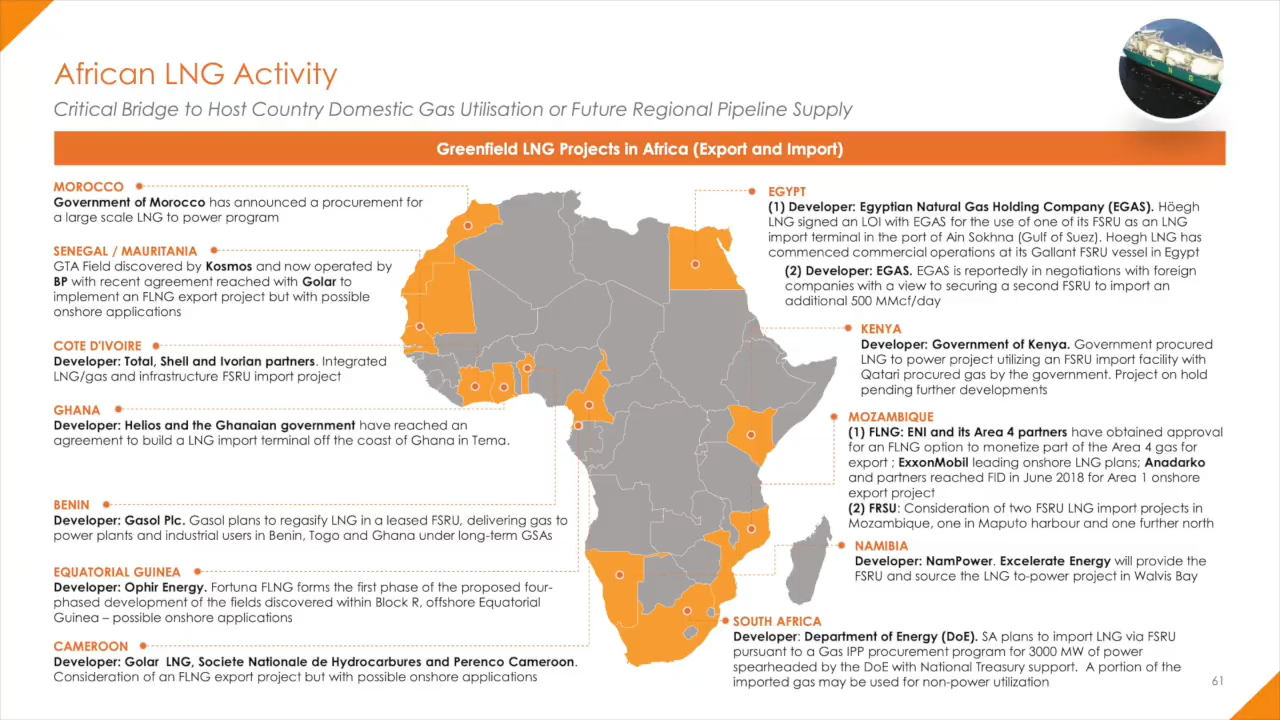 African LNG Activity
Critical Bridge to Host Country Domestic Gas Utilisation or Future Regional Pipeline Supply
Greenfield LNG Projects in Africa (Export and Import)
MOROCCO
Government of Morocco has announced a procurement for
a large scale LNG to power program
SENEGAL / MAURITANIA
GTA Field discovered by Kosmos and now operated by
BP with recent agreement reached with Golar to
implement an FLNG export project but with possible
onshore applications
COTE D'IVOIRE
Developer: Total, Shell and Ivorian partners. Integrated
LNG/gas and infrastructure FSRU import project
GHANA
Developer: Helios and the Ghanaian government have reached an
agreement to build a LNG import terminal off the coast of Ghana in Tema.
BENIN
Developer: Gasol Plc. Gasol plans to regasify LNG in a leased FSRU, delivering gas to
power plants and industrial users in Benin, Togo and Ghana under long-term GSAs
EQUATORIAL GUINEA
Developer: Ophir Energy. Fortuna FLNG forms the first phase of the proposed four-
phased development of the fields discovered within Block R, offshore Equatorial
Guinea – possible onshore applications
CAMEROON
Developer: Golar LNG, Societe Nationale de Hydrocarbures and Perenco Cameroon.
Consideration of an FLNG export project but with possible onshore applications
EGYPT
(1) Developer: Egyptian Natural Gas Holding Company (EGAS). Höegh
LNG signed an LOI with EGAS for the use of one of its FSRU as an LNG
import terminal in the port of Ain Sokhna (Gulf of Suez). Hoegh LNG has
commenced commercial operations at its Gallant FSRU vessel in Egypt
(2) Developer: EGAS. EGAS is reportedly in negotiations with foreign
companies with a view to securing a second FSRU to import an
additional 500 MMcf/day
KENYA
Developer: Government of Kenya. Government procured
LNG to power project utilizing an FSRU import facility with
Qatari procured gas by the government. Project on hold
pending further developments
MOZAMBIQUE
(1) FLNG: ENI and its Area 4 partners have obtained approval
for an FLNG option to monetize part of the Area 4 gas for
export ; ExxonMobil leading onshore LNG plans; Anadarko
and partners reached FID in June 2018 for Area 1 onshore
export project
(2) FRSU: Consideration of two FSRU LNG import projects in
Mozambique, one in Maputo harbour and one further north
NAMIBIA
Developer: NamPower. Excelerate Energy will provide the
FSRU and source the LNG to-power project in Walvis Bay
SOUTH AFRICA
Developer: Department of Energy (DoE). SA plans to import LNG via FSRU
pursuant to a Gas IPP procurement program for 3000 MW of power
spearheaded by the DoE with National Treasury support. A portion of the
imported gas may be used for non-power utilization
61
LNG